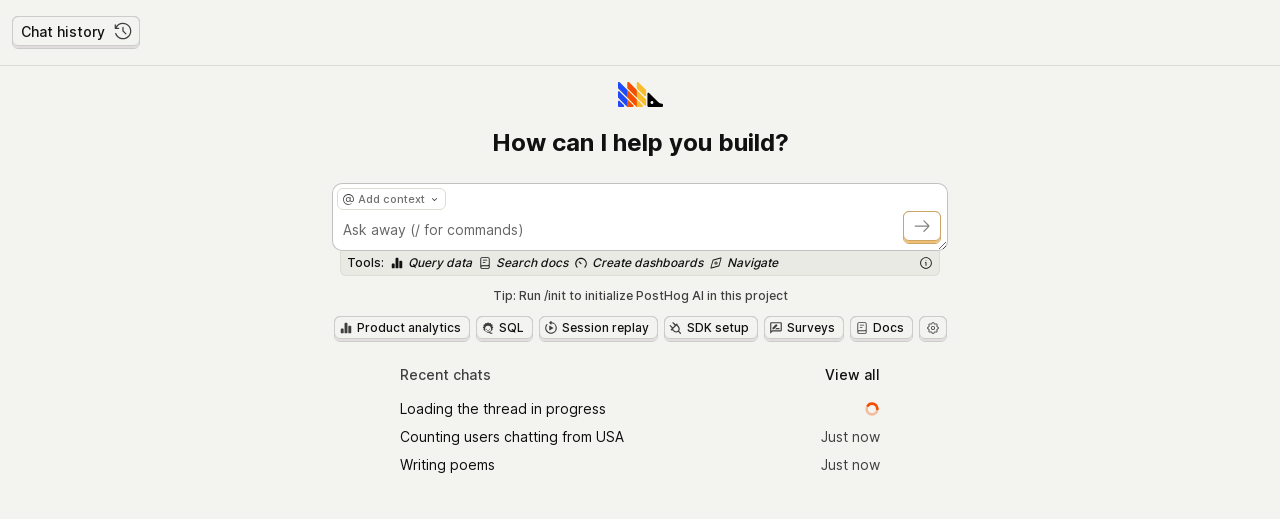 Chat history
How can I help you build?
@ Add context
Ask away (/ for commands)
Tools: Query data Search docs Create dashboards Navigate
Tip: Run /init to initialize PostHog AI in this project
Product analytics SQL Session replay SDK setup Surveys Docs
Recent chats View all
Loading the thread in progress
Counting users chatting from USA Just now
Writing poems Just now